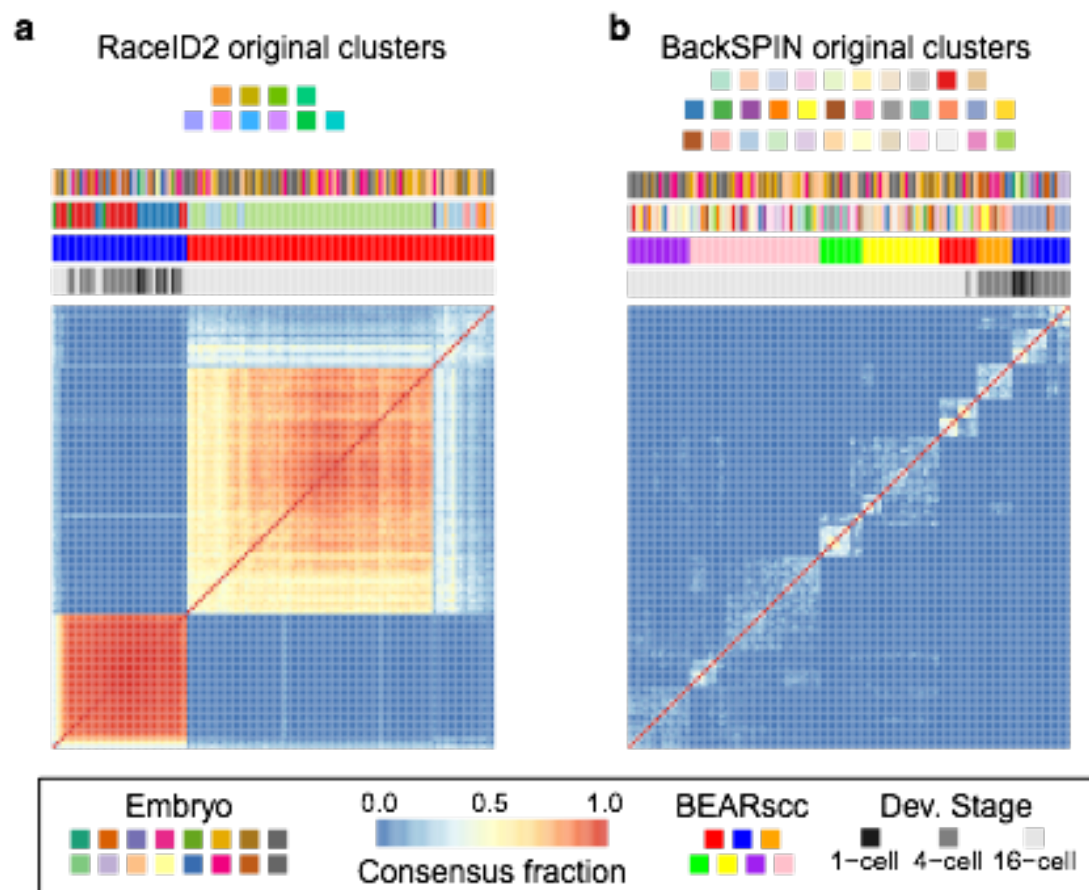 a
RaceID2 original clusters
b
BackSPIN original clusters
Embryo
0.0 0.5 1.0
Consensus fraction
BEARscc
Dev. Stage
1-cell 4-cell 16-cell